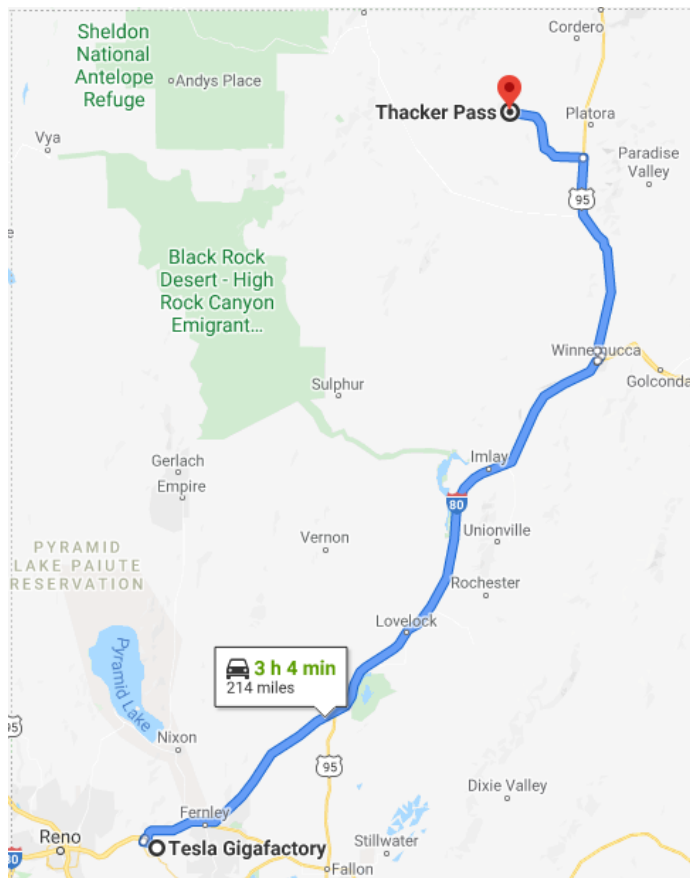 Sheldon
National
Antelope
Refuge
Cordero
Andys Place
Thacker Pass
Platora
Vya
Paradise
Valley
95
Black Rock
Desert - High
Rock Canyon
Emigrant...
Winnemucca
Golconda
Sulphur
Imlay
Gerlach
Empire
80
Unionville
Vernon
PYRAMID
LAKE PAIUTE
RESERVATION
Rochester
Lovelock
Pyramid Lake
3 h 4 min
214 miles
95
Nixon
95
Dixie Valley
Fernley
Reno
Tesla Gigafactory
Stillwater
80
Fallon